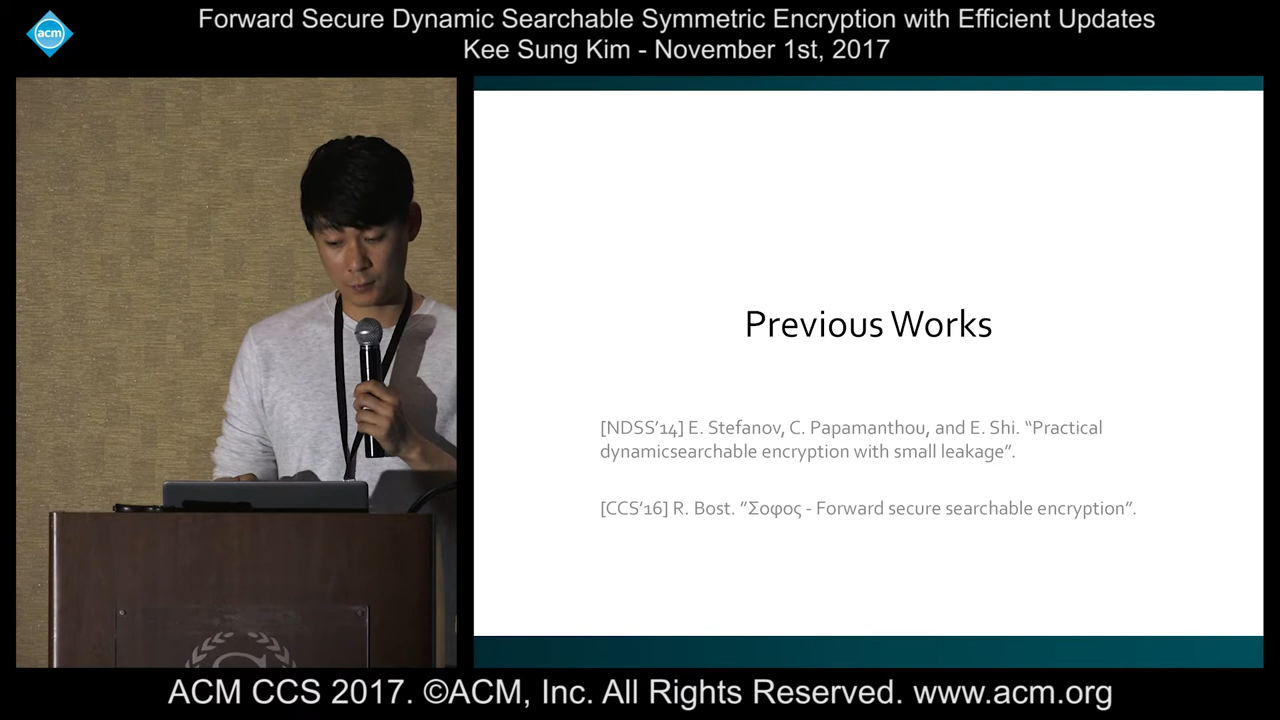 acm
Forward Secure Dynamic Searchable Symmetric Encryption with Efficient Updates
Kee Sung Kim - November 1st, 2017
Previous Works
[NDSS’14] E. Stefanov, C. Papamanthou, and E. Shi. “Practical
dynamicsearchable encryption with small leakage”.
[CCS’16] R. Bost. “Σοφος - Forward secure searchable encryption”.
ACM CCS 2017. ©ACM, Inc. All Rights Reserved. www.acm.org